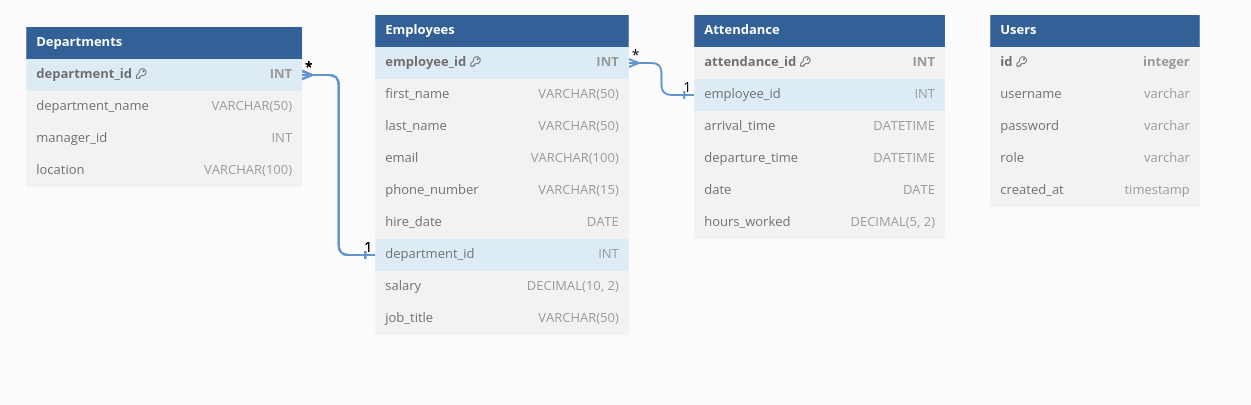 Departments
department_id INT
department_name VARCHAR(50)
manager_id INT
location VARCHAR(100)
*
1
Employees
employee_id INT
first_name VARCHAR(50)
last_name VARCHAR(50)
email VARCHAR(100)
phone_number VARCHAR(15)
hire_date DATE
department_id INT
salary DECIMAL(10, 2)
job_title VARCHAR(50)
*
1
Attendance
attendance_id INT
employee_id INT
arrival_time DATETIME
departure_time DATETIME
date DATE
hours_worked DECIMAL(5, 2)
Users
id integer
username varchar
password varchar
role varchar
created_at timestamp